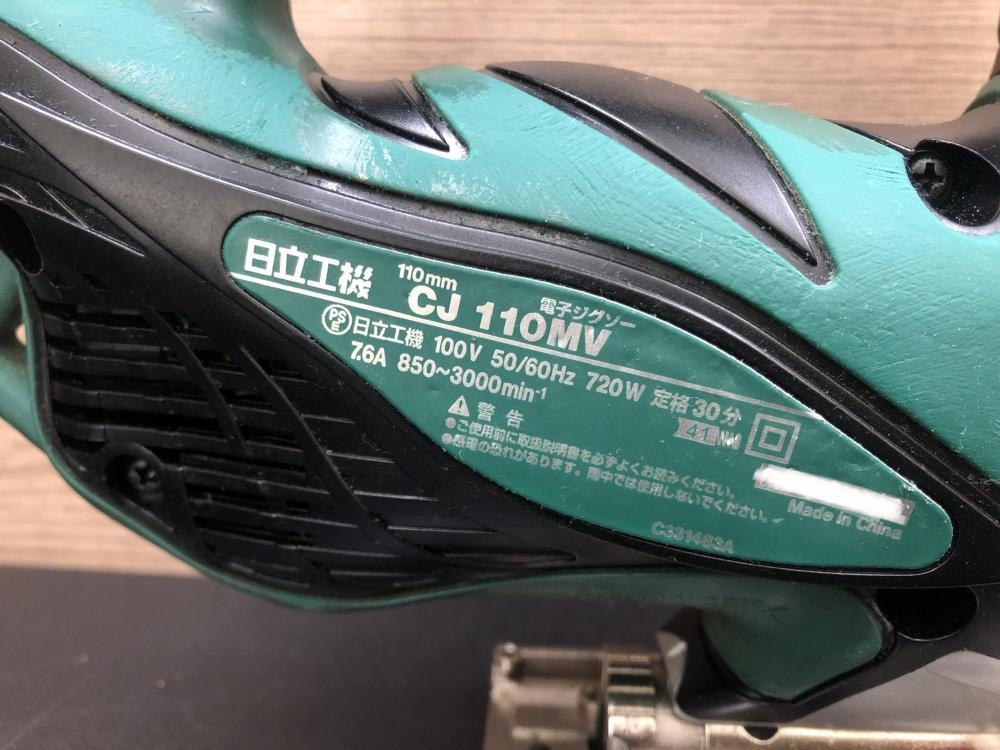 日立工機
110mm
CJ 110MV
電子ジグソー
PS E 日立工機 100V 50/60Hz 720W 定格30分
7.6A 850~3000min-1
警告
●ご使用前に取扱説明書を必ずよくお読みください。
●感電の恐れがあります。雨中では使用しないでください。
41
Made in China
C331483A